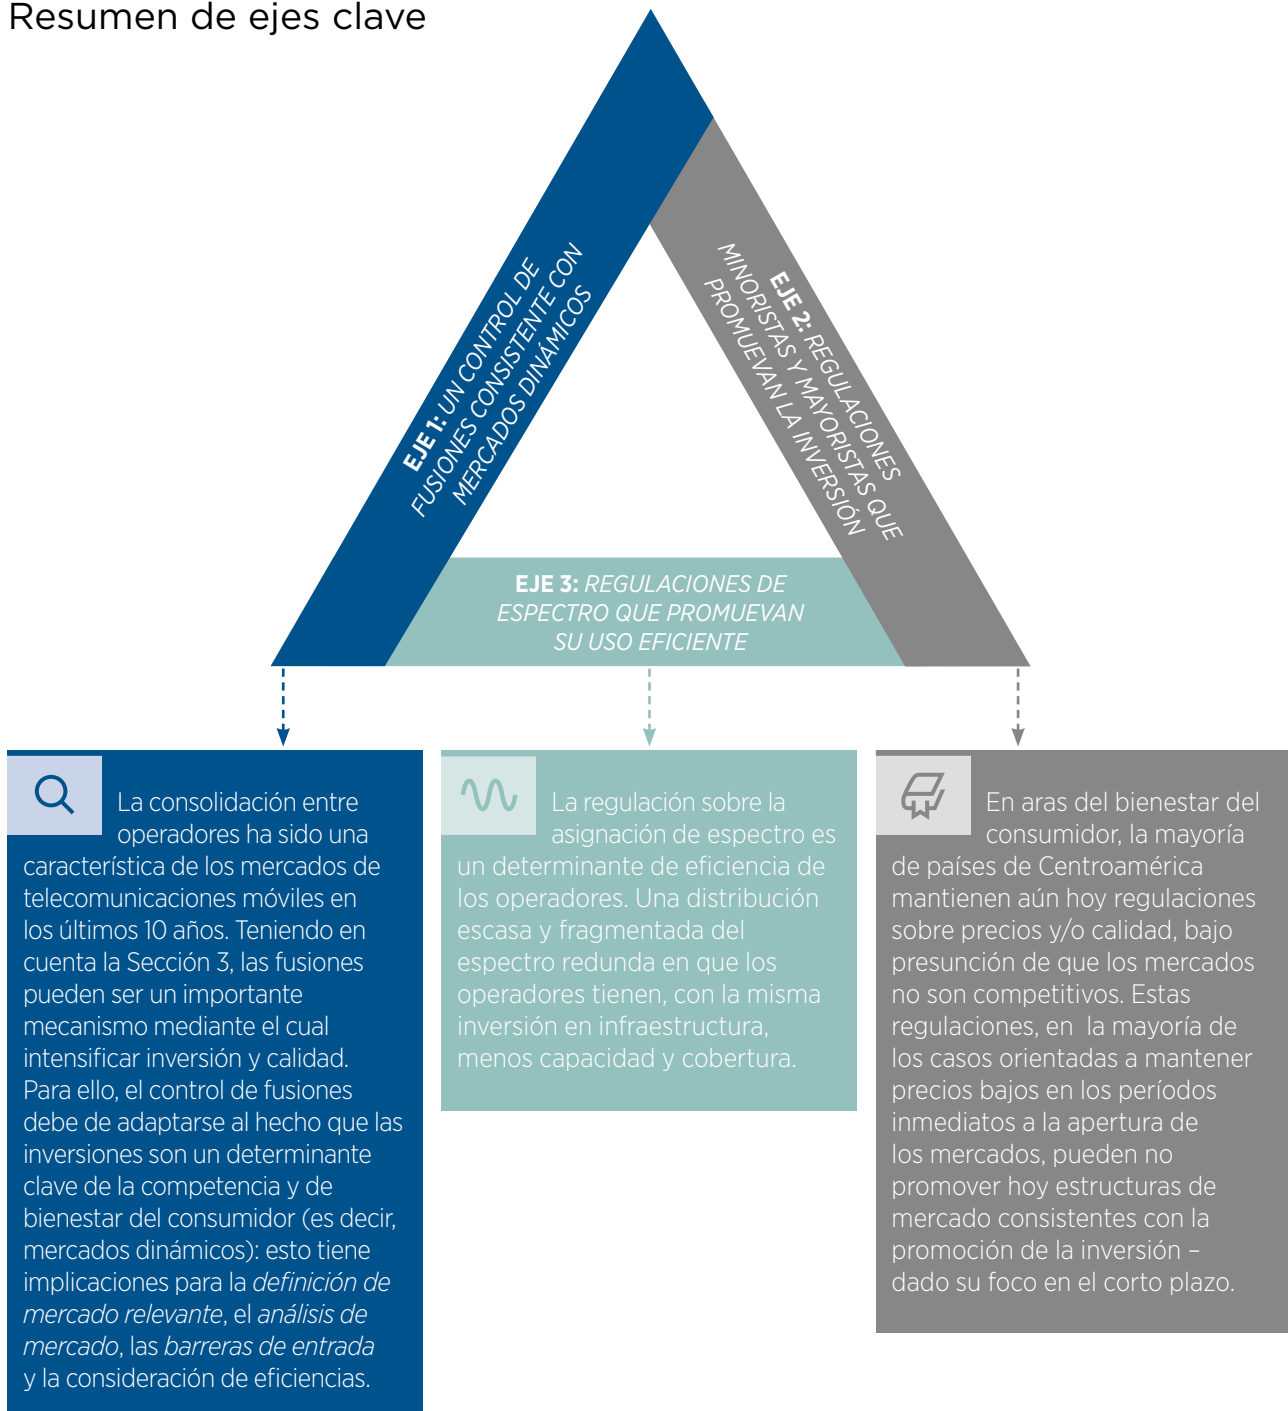 Resumen de ejes clave
EJE 1: UN CONTROL DE
FUSIONES CONSISTENTE CON
MERCADOS DINÁMICOS
EJE 2: REGULACIONES
MINORISTAS Y MAYORISTAS QUE
PROMUEVAN LA INVERSIÓN
EJE 3: REGULACIONES DE
ESPECTRO QUE PROMUEVAN
SU USO EFICIENTE
La consolidación entre
operadores ha sido una
característica de los mercados de
telecomunicaciones móviles en
los últimos 10 años. Teniendo en
cuenta la Sección 3, las fusiones
pueden ser un importante
mecanismo mediante el cual
intensificar inversión y calidad.
Para ello, el control de fusiones
debe de adaptarse al hecho que las
inversiones son un determinante
clave de la competencia y de
bienestar del consumidor (es decir,
mercados dinámicos): esto tiene
implicaciones para la definición de
mercado relevante, el análisis de
mercado, las barreras de entrada
y la consideración de eficiencias.
La regulación sobre la
asignación de espectro es
un determinante de eficiencia de
los operadores. Una distribución
escasa y fragmentada del
espectro redunda en que los
operadores tienen, con la misma
inversión en infraestructura,
menos capacidad y cobertura.
En aras del bienestar del
consumidor, la mayoría
de países de Centroamérica
mantienen aún hoy regulaciones
sobre precios y/o calidad, bajo
presunción de que los mercados
no son competitivos. Estas
regulaciones, en la mayoría de
los casos orientadas a mantener
precios bajos en los períodos
inmediatos a la apertura de
los mercados, pueden no
promover hoy estructuras de
mercado consistentes con la
promoción de la inversión –
dado su foco en el corto plazo.